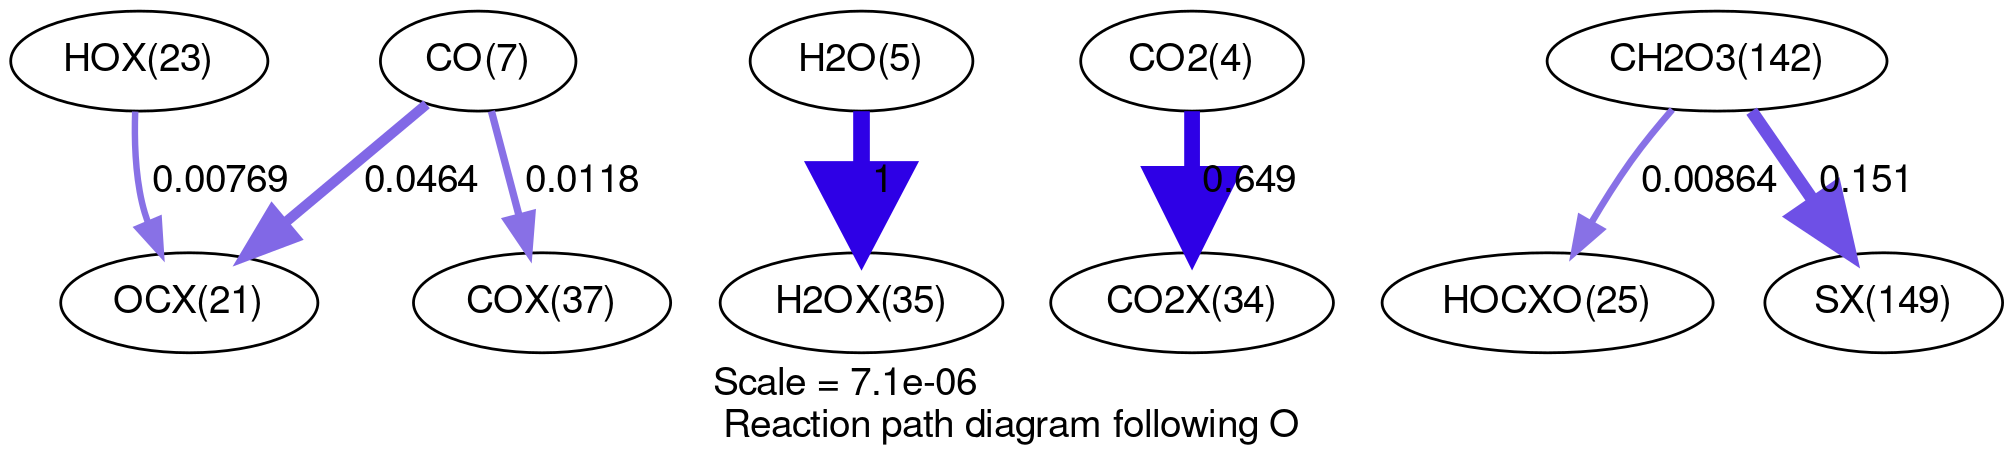 HOX(23)
CO(7)
H2O(5)
CO2(4)
CH2O3(142)
0.00769
0.0464
0.0118
1
0.649
0.00864
0.151
OCX(21)
COX(37)
H2OX(35)
CO2X(34)
HOCXO(25)
SX(149)
Scale = 7.1e-06
Reaction path diagram following O